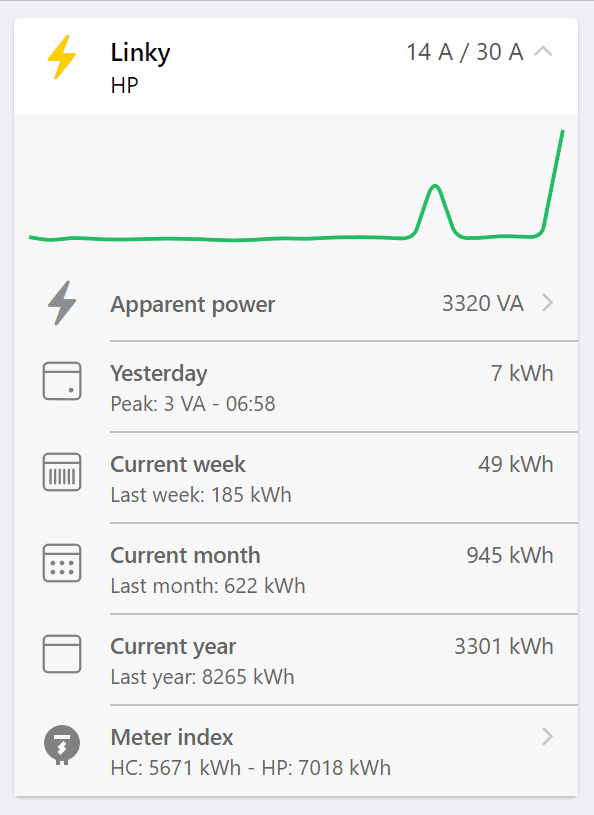 Linky
14 A / 30 A
HP
Apparent power
3320 VA
Yesterday
7 kWh
Peak: 3 VA - 06:58
Current week
49 kWh
Last week: 185 kWh
Current month
945 kWh
Last month: 622 kWh
Current year
3301 kWh
Last year: 8265 kWh
Meter index
HC: 5671 kWh - HP: 7018 kWh